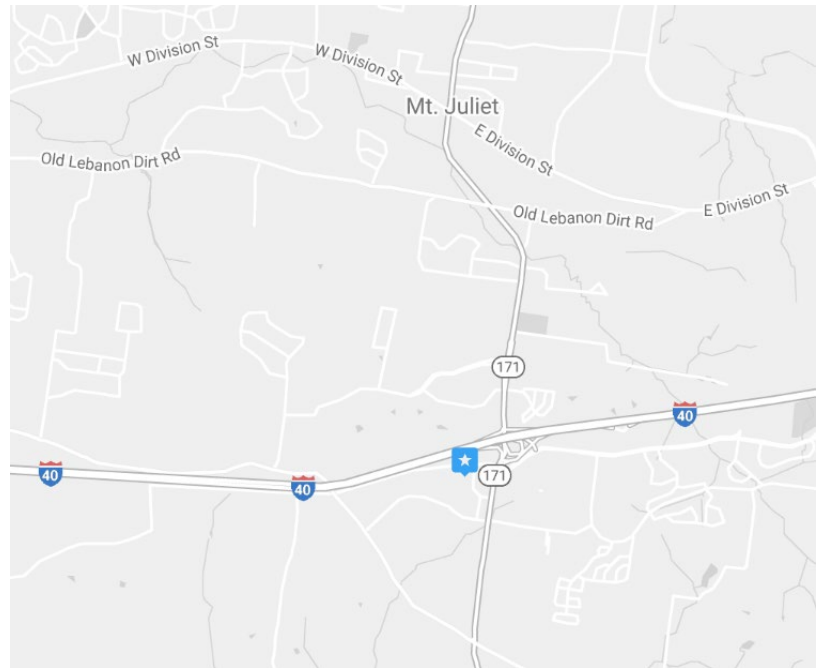 W Division St
W Division St
Mt. Juliet
E Division St
Old Lebanon Dirt Rd
E Division St
Old Lebanon Dirt Rd
171
40
40
171
40